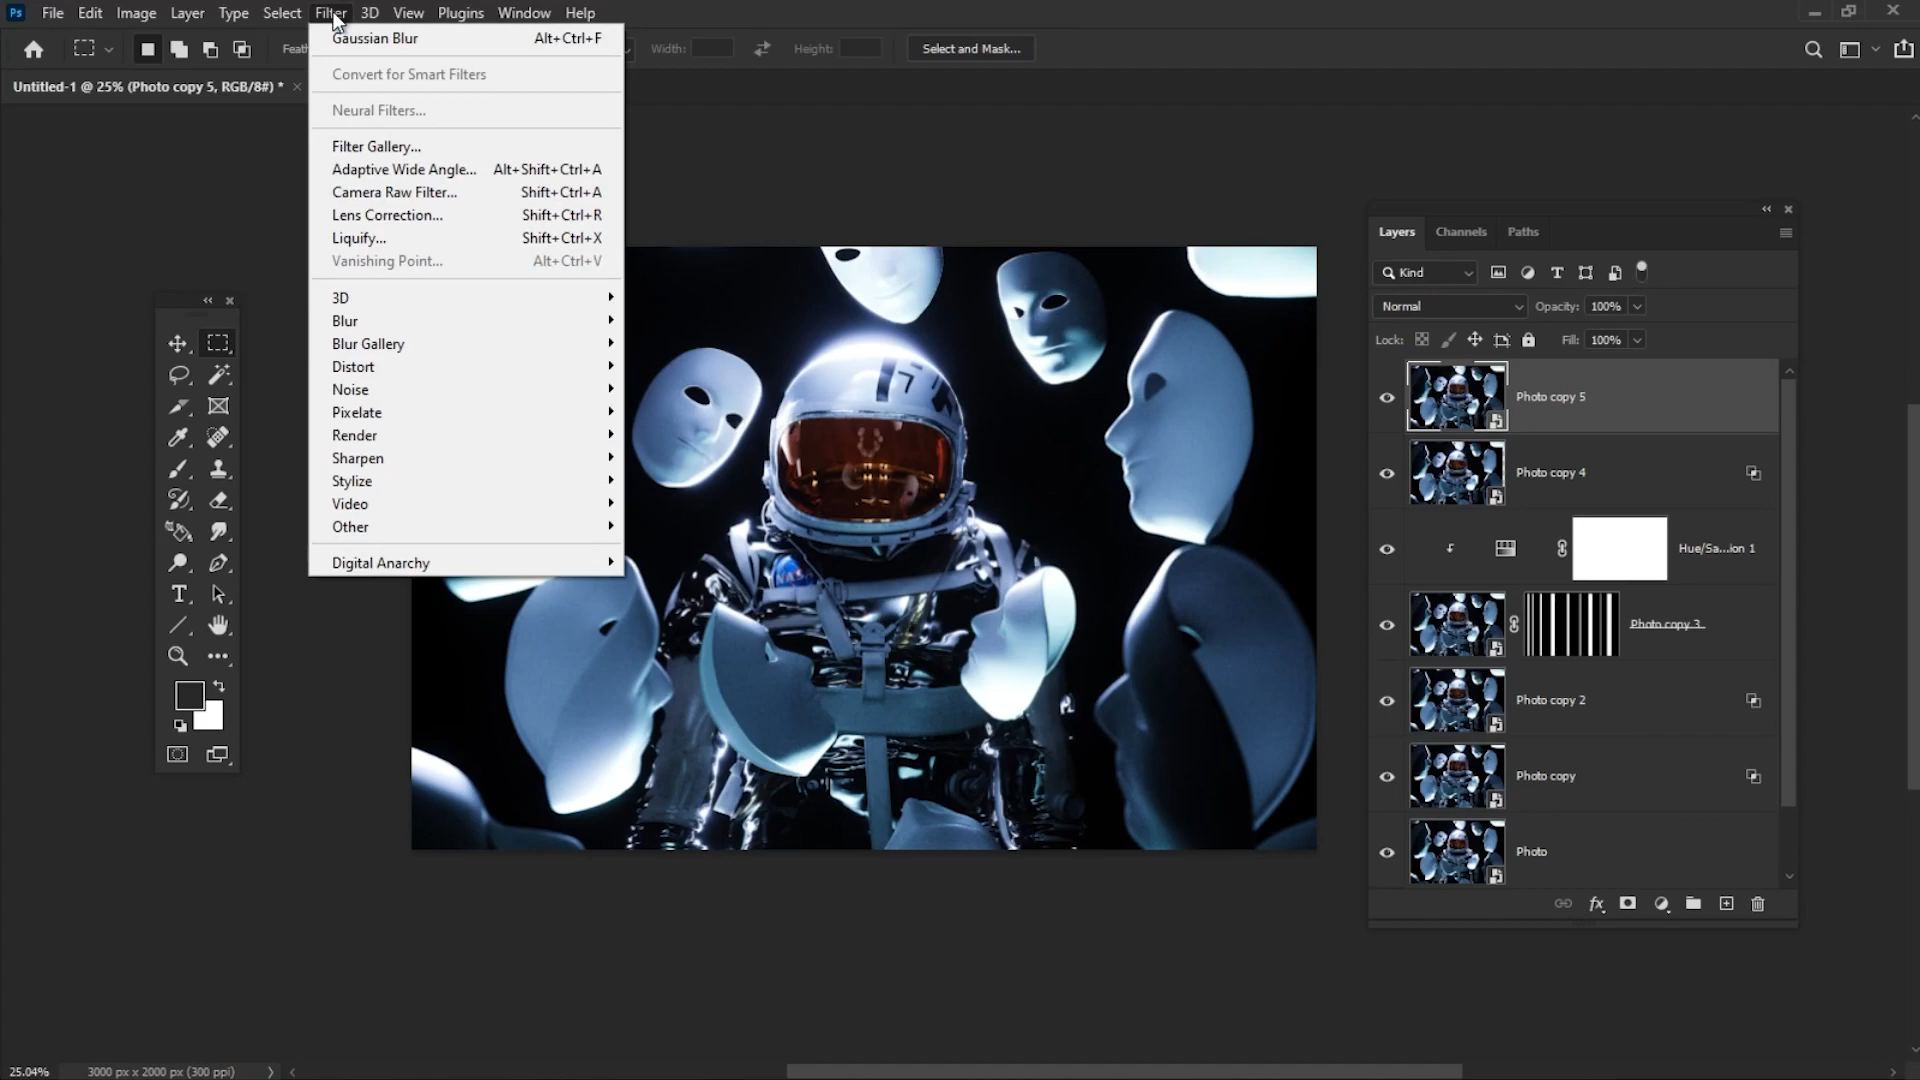 Ps File Edit Image Layer Type Select Filter 3D View Plugins Window Help
Width: Height: Select and Mask...
Untitled-1 @ 25% (Photo copy 5, RGB/8#) *
Gaussian Blur Alt+Ctrl+F
Convert for Smart Filters
Neural Filters...
Filter Gallery...
Adaptive Wide Angle... Alt+Shift+Ctrl+A
Camera Raw Filter... Shift+Ctrl+A
Lens Correction... Shift+Ctrl+R
Liquify... Shift+Ctrl+X
Vanishing Point... Alt+Ctrl+V
3D
Blur
Blur Gallery
Distort
Noise
Pixelate
Render
Sharpen
Stylize
Video
Other
Digital Anarchy
NASA
Layers Channels Paths
Kind
Normal Opacity: 100%
Lock: Fill: 100%
Photo copy 5
Photo copy 4
Hue/Sa...ion 1
Photo copy 3
Photo copy 2
Photo copy
Photo
fx
25.04% 3000 px x 2000 px (300 ppi)